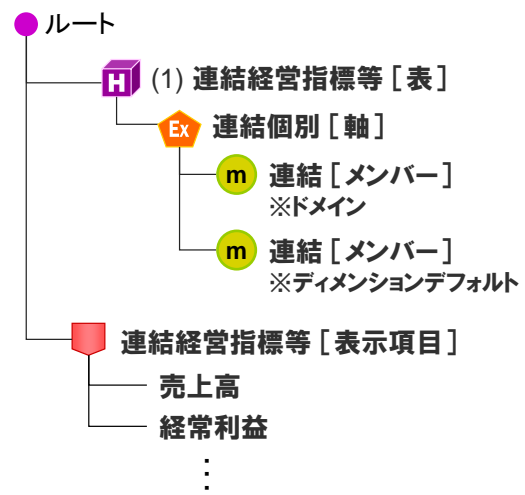 ルート
H (1) 連結経営指標等［表］
Ex 連結個別［軸］
m 連結［メンバー］
※ドメイン
m 連結［メンバー］
※ディメンションデフォルト
連結経営指標等［表示項目］
売上高
経常利益
⋮